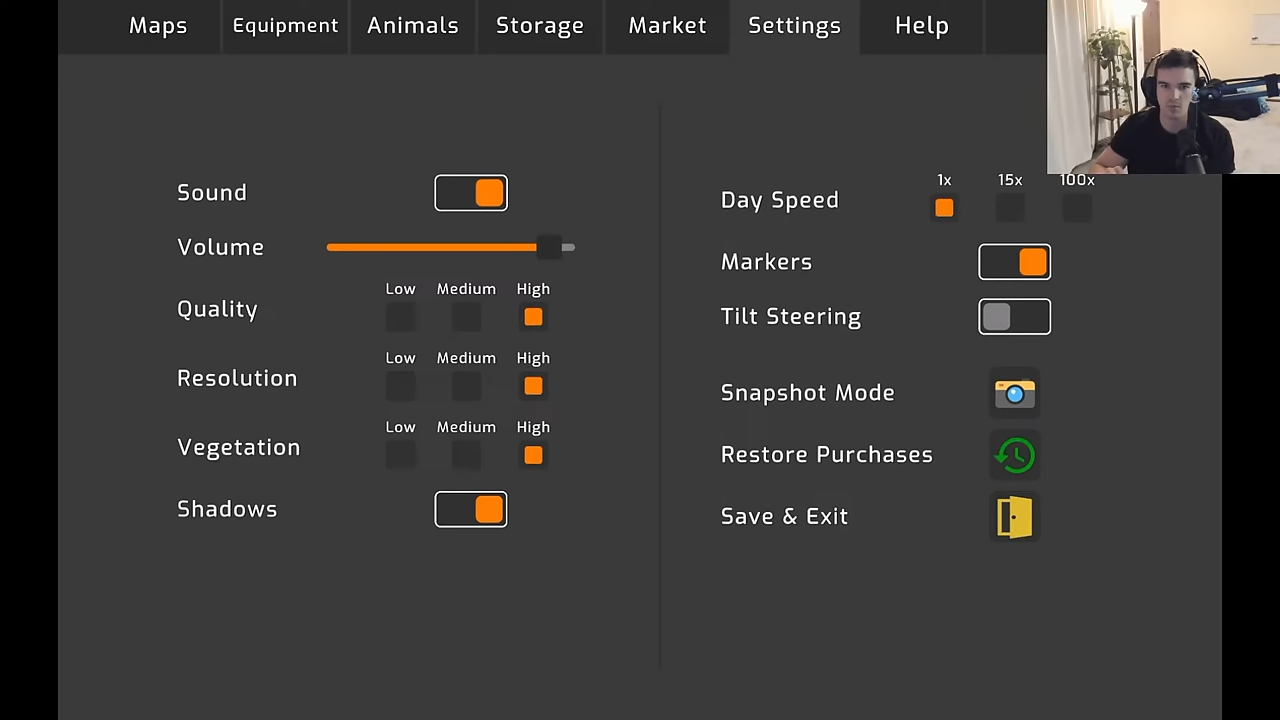 Maps Equipment Animals Storage Market Settings Help
Sound
Volume
Low Medium High
Quality
Low Medium High
Resolution
Low Medium High
Vegetation
Shadows
1x 15x 100x
Day Speed
Markers
Tilt Steering
Snapshot Mode
Restore Purchases
Save & Exit